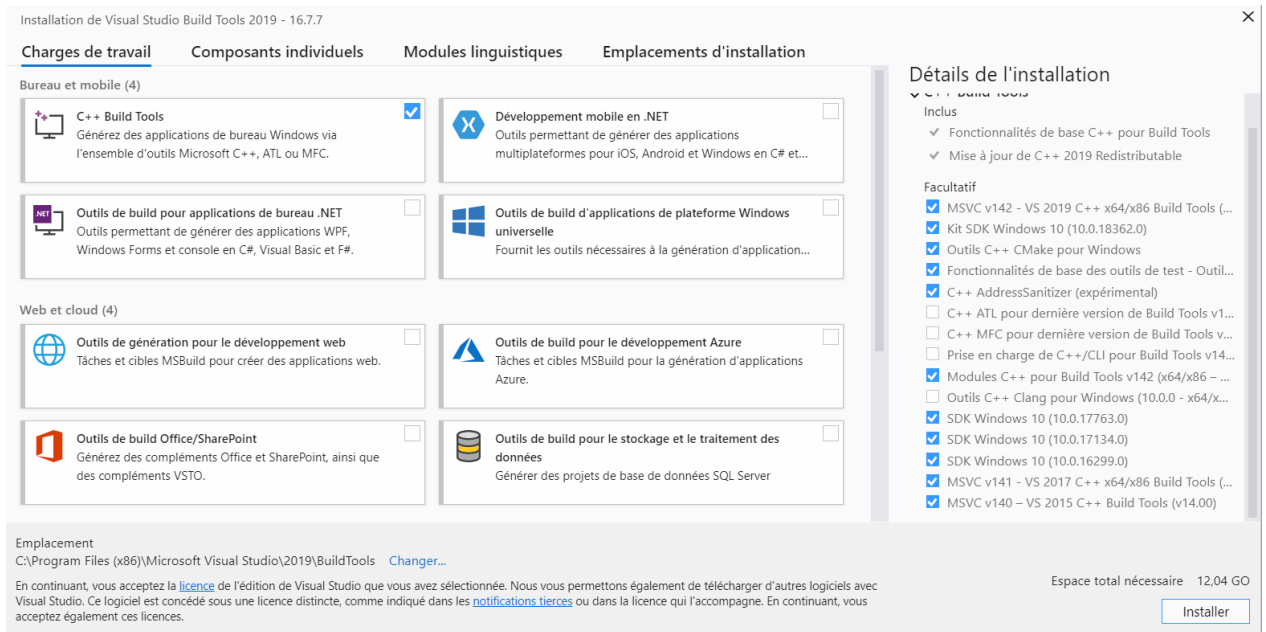 Installation de Visual Studio Build Tools 2019 - 16.7.7
Charges de travail
Composants individuels
Modules linguistiques
Emplacements d'installation
Bureau et mobile (4)
C++ Build Tools
Générez des applications de bureau Windows via
l'ensemble d'outils Microsoft C++, ATL ou MFC.
Développement mobile en .NET
Outils permettant de générer des applications
multiplateformes pour iOS, Android et Windows en C# et...
.NET
Outils de build pour applications de bureau .NET
Outils permettant de générer des applications WPF,
Windows Forms et console en C#, Visual Basic et F#.
Outils de build d'applications de plateforme Windows
universelle
Fournit les outils nécessaires à la génération d'application...
Web et cloud (4)
Outils de génération pour le développement web
Tâches et cibles MSBuild pour créer des applications web.
Outils de build pour le développement Azure
Tâches et cibles MSBuild pour la génération d'applications
Azure.
Outils de build Office/SharePoint
Générez des compléments Office et SharePoint, ainsi que
des compléments VSTO.
Outils de build pour le stockage et le traitement des
données
Générer des projets de base de données SQL Server
Détails de l'installation
C++ Build Tools
Inclus
Fonctionnalités de base C++ pour Build Tools
Mise à jour de C++ 2019 Redistributable
Facultatif
MSVC v142 - VS 2019 C++ x64/x86 Build Tools (...
Kit SDK Windows 10 (10.0.18362.0)
Outils C++ CMake pour Windows
Fonctionnalités de base des outils de test - Outil...
C++ AddressSanitizer (expérimental)
C++ ATL pour dernière version de Build Tools v1...
C++ MFC pour dernière version de Build Tools v...
Prise en charge de C++/CLI pour Build Tools v14...
Modules C++ pour Build Tools v142 (x64/x86 – ...
Outils C++ Clang pour Windows (10.0.0 - x64/x...
SDK Windows 10 (10.0.17763.0)
SDK Windows 10 (10.0.17134.0)
SDK Windows 10 (10.0.16299.0)
MSVC v141 - VS 2017 C++ x64/x86 Build Tools (...
MSVC v140 – VS 2015 C++ Build Tools (v14.00)
Emplacement
C:\Program Files (x86)\Microsoft Visual Studio\2019\BuildTools Changer...
En continuant, vous acceptez la licence de l'édition de Visual Studio que vous avez sélectionnée. Nous vous permettons également de télécharger d'autres logiciels avec
Visual Studio. Ce logiciel est concédé sous une licence distincte, comme indiqué dans les notifications tierces ou dans la licence qui l'accompagne. En continuant, vous
acceptez également ces licences.
Espace total nécessaire 12,04 GO
Installer